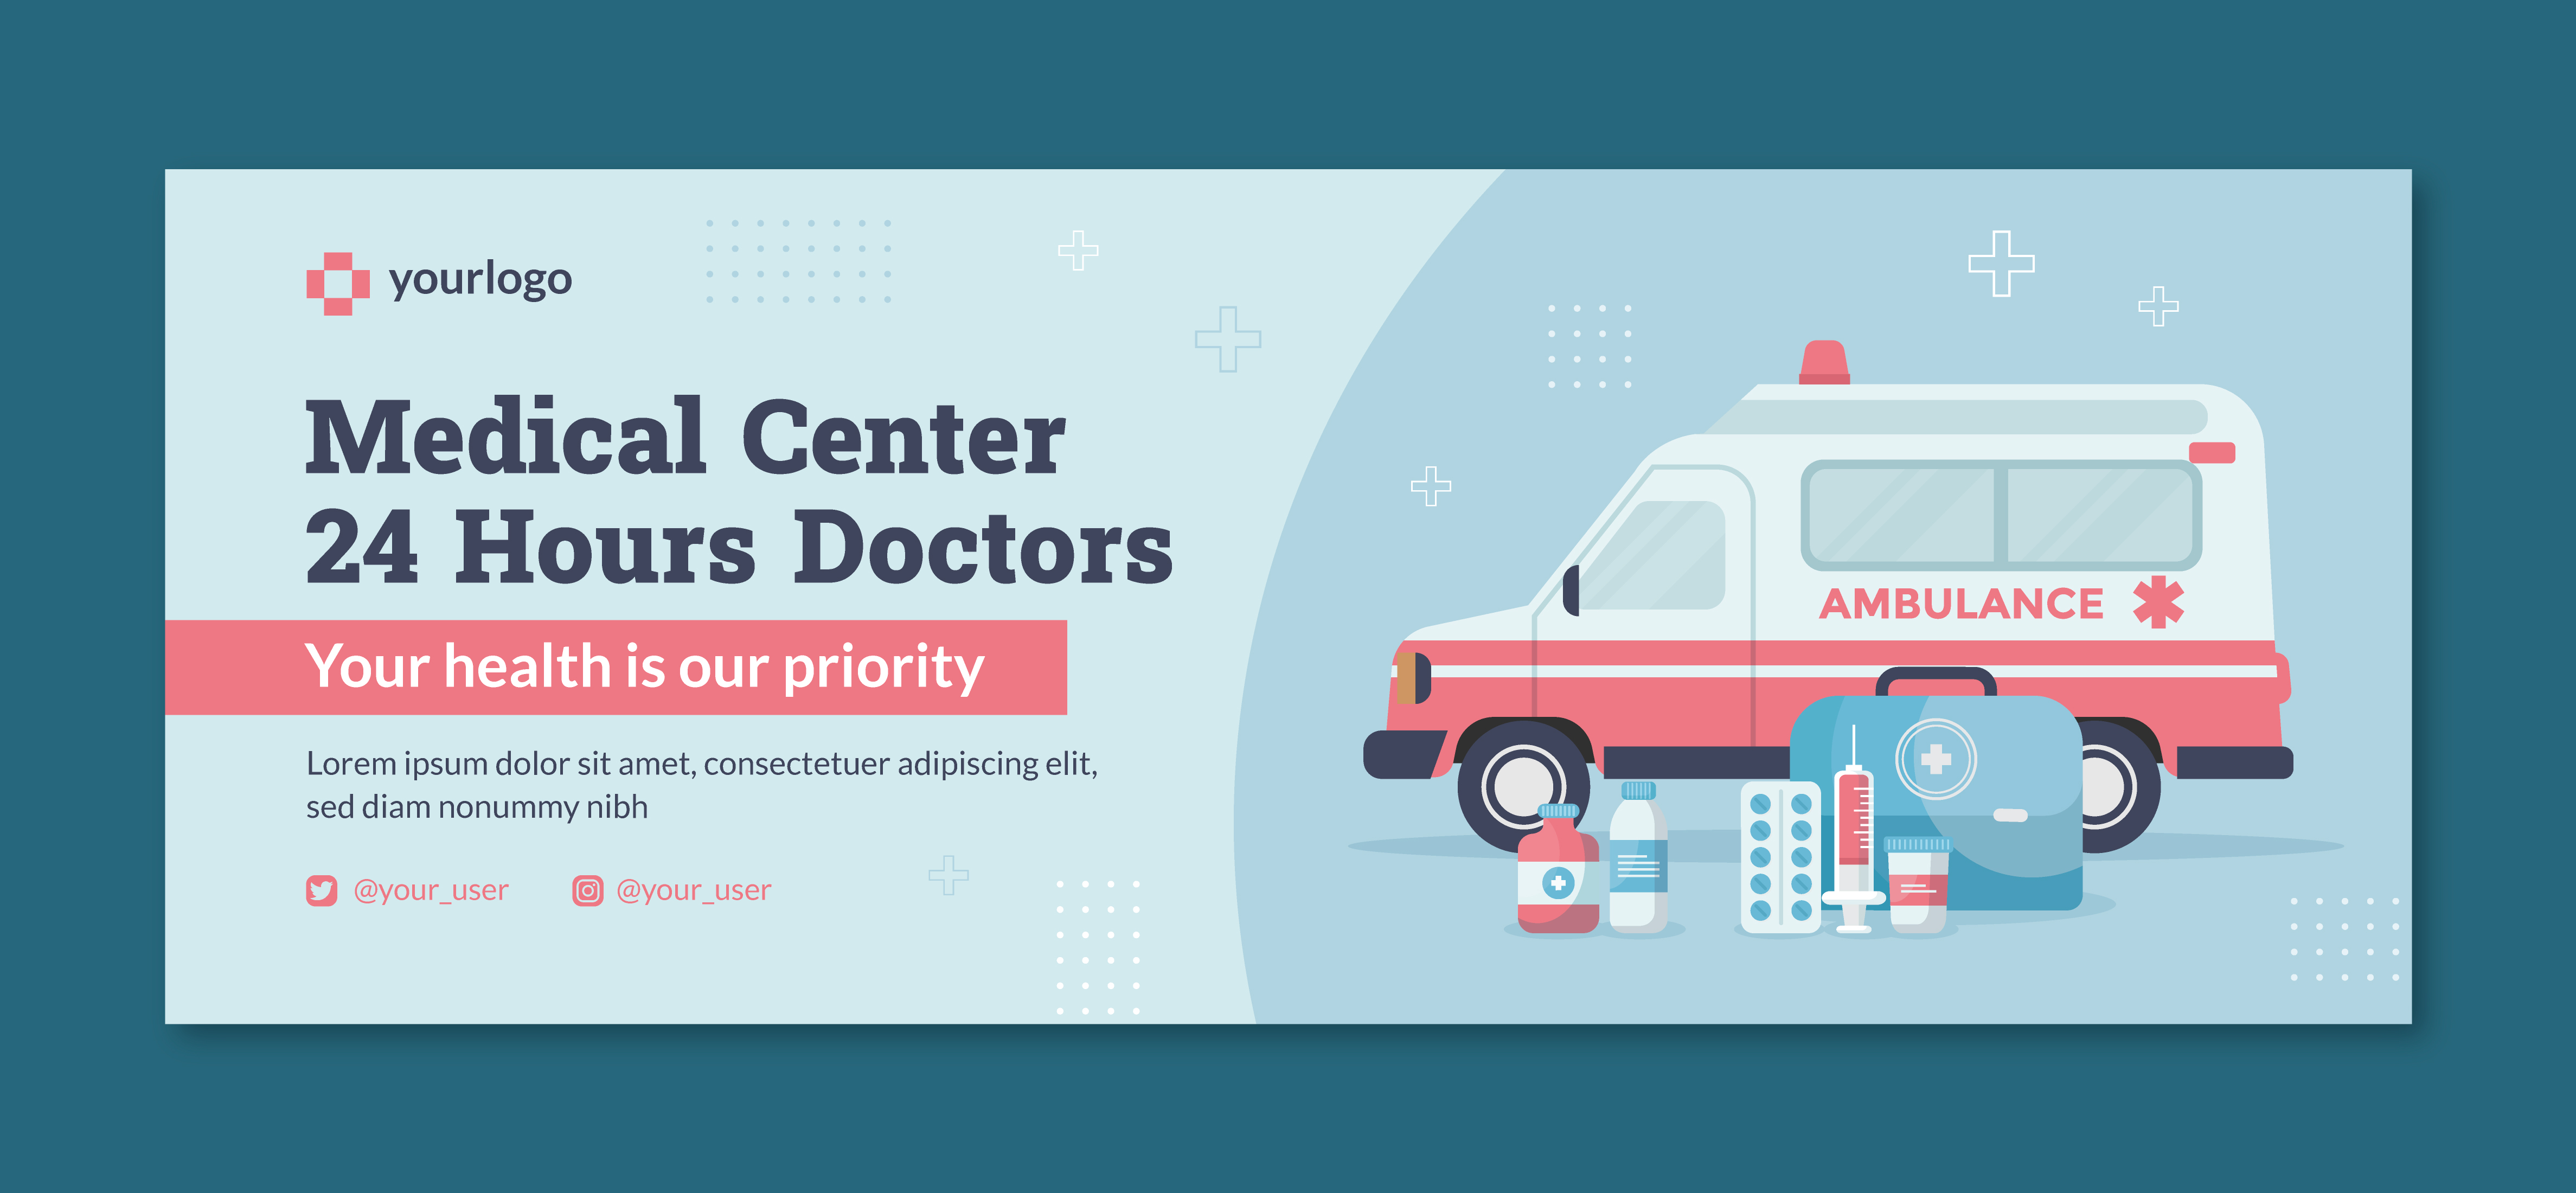 yourlogo
Medical Center
24 Hours Doctors
Your health is our priority
Lorem ipsum dolor sit amet, consectetuer adipiscing elit,
sed diam nonummy nibh
@your_user @your_user
AMBULANCE